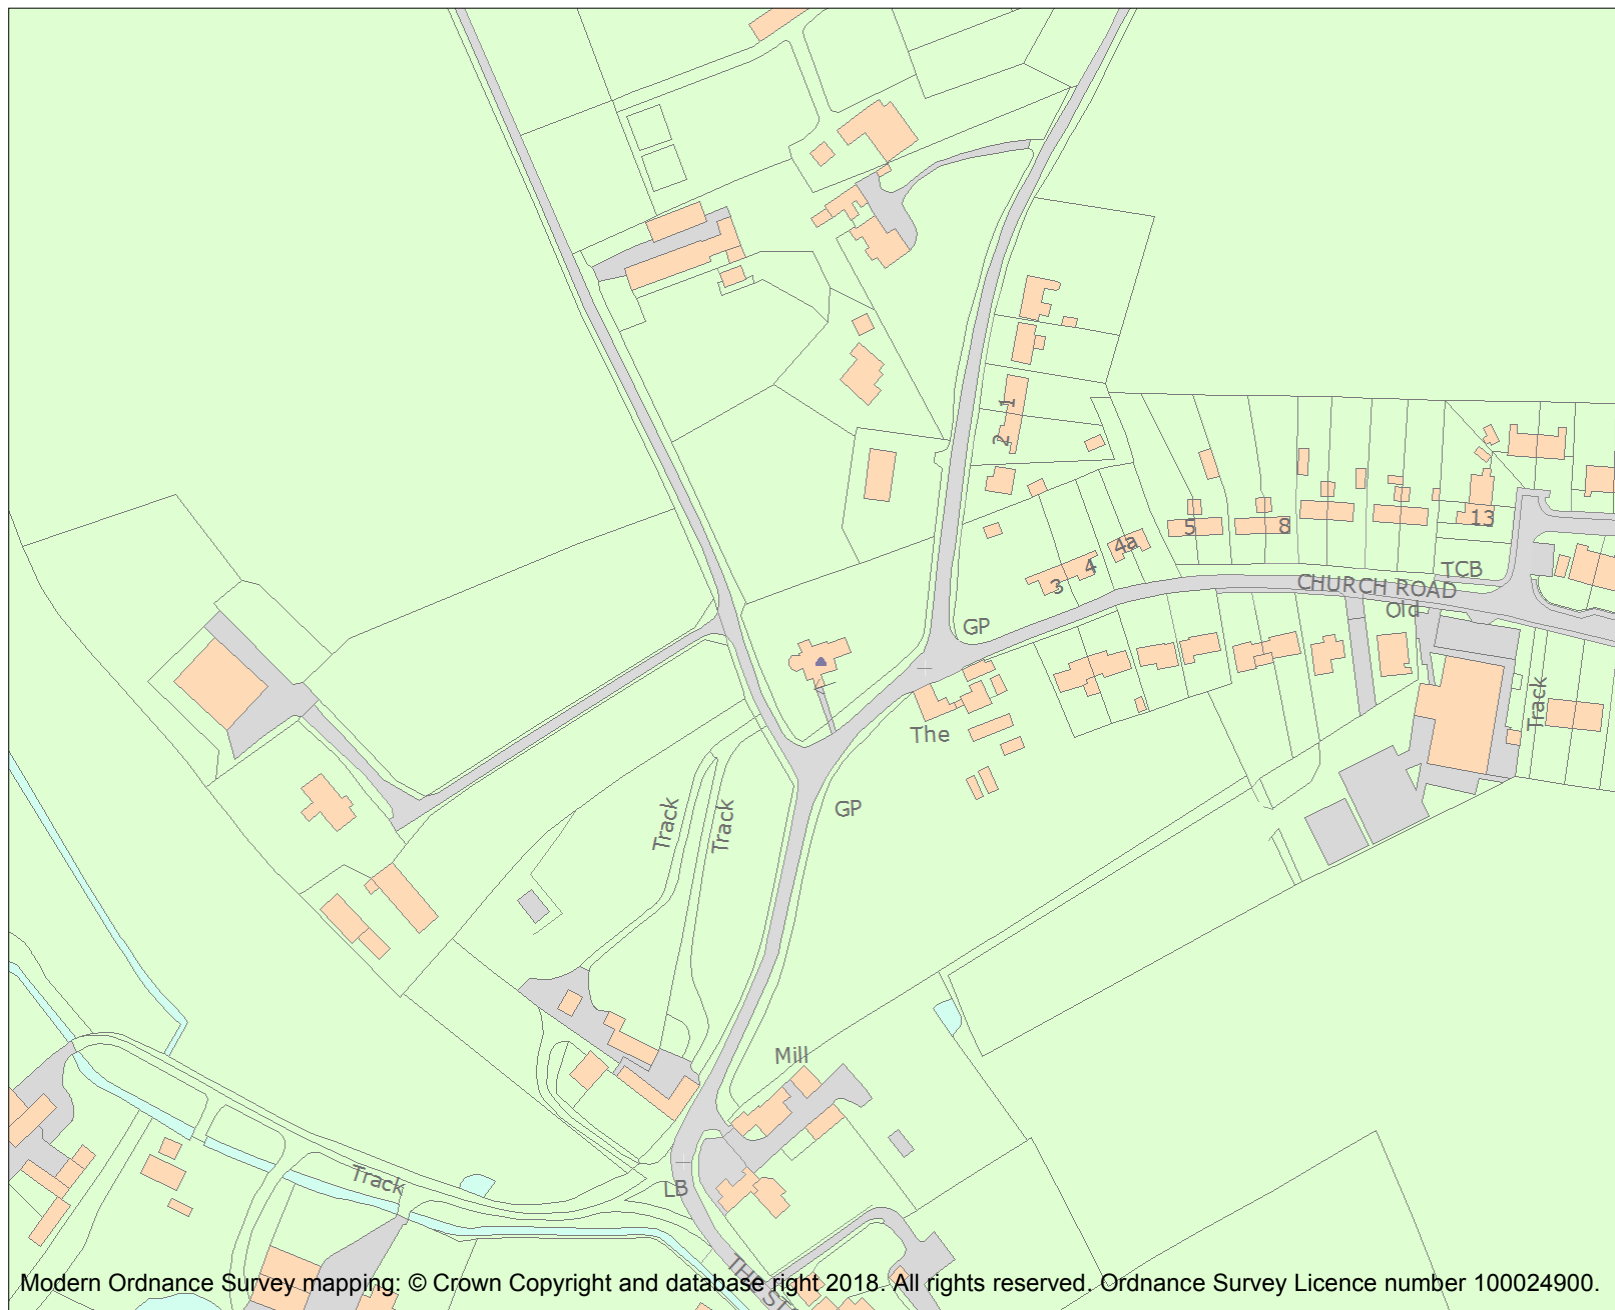 1
2
5
8
13
4a
4
3
TCB
CHURCH ROAD
Old
GP
Track
The
GP
Track
Track
Mill
Track
LB
Modern Ordnance Survey mapping: © Crown Copyright and database right 2018. All rights reserved. Ordnance Survey Licence number 100024900.